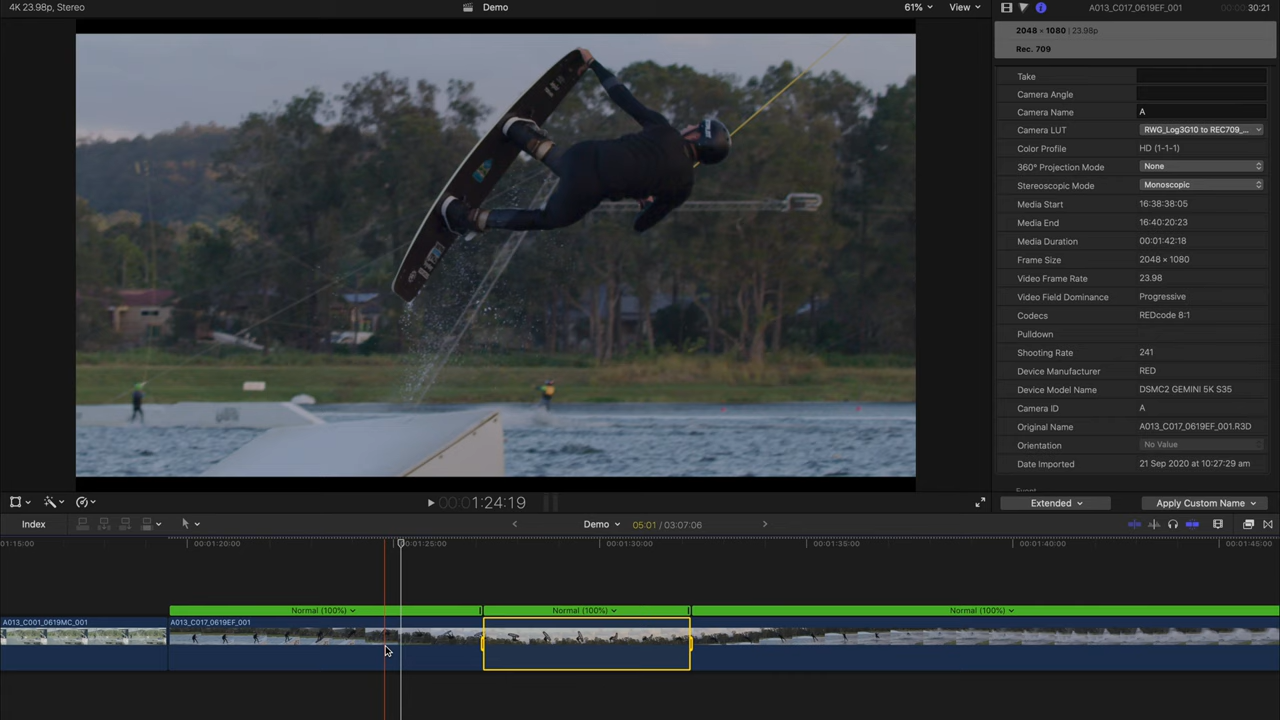 4K 23.98p, Stereo
Demo
61%
View
A013_C017_0619EF_001
00:00:30:21
2048 × 1080 | 23.98p
Rec. 709
Take
Camera Angle
Camera Name A
Camera LUT RWG_Log3G10 to REC709_...
Color Profile HD (1-1-1)
360° Projection Mode None
Stereoscopic Mode Monoscopic
Media Start 16:38:38:05
Media End 16:40:20:23
Media Duration 00:01:42:18
Frame Size 2048 × 1080
Video Frame Rate 23.98
Video Field Dominance Progressive
Codecs REDcode 8:1
Pulldown
Shooting Rate 241
Device Manufacturer RED
Device Model Name DSMC2 GEMINI 5K S35
Camera ID A
Original Name A013_C017_0619EF_001.R3D
Orientation No Value
Date Imported 21 Sep 2020 at 10:27:29 am
Extended
Apply Custom Name
00:01:24:19
Index
Demo
05:01 / 03:07:06
01:15:00
00:01:20:00
00:01:25:00
00:01:30:00
00:01:35:00
00:01:40:00
00:01:45:00
Normal (100%)
Normal (100%)
Normal (100%)
A013_C001_0619MC_001
A013_C017_0619EF_001